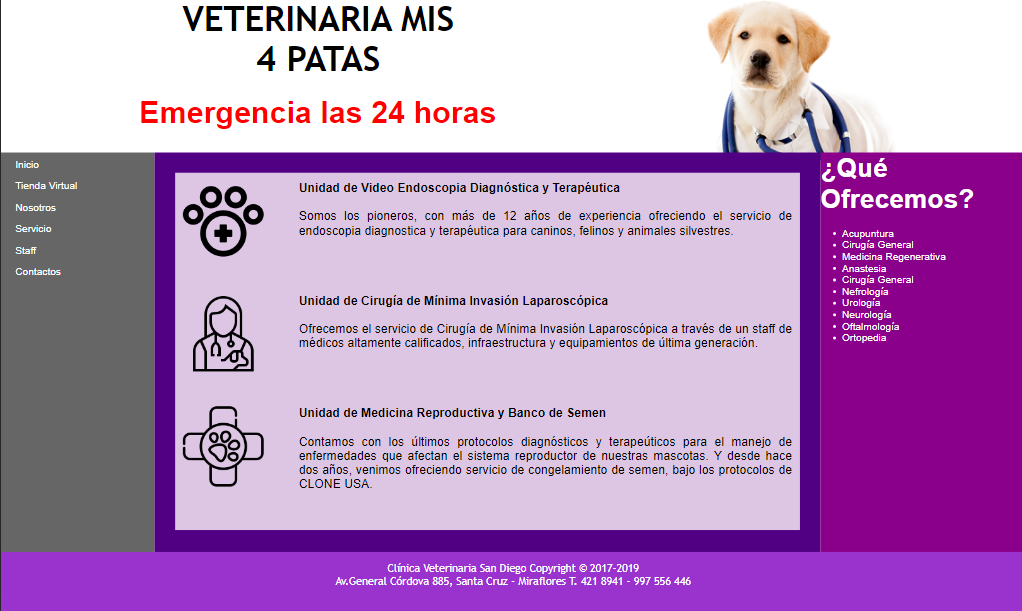 VETERINARIA MIS
4 PATAS
Emergencia las 24 horas
Inicio
Tienda Virtual
Nosotros
Servicio
Staff
Contactos
Unidad de Video Endoscopia Diagnóstica y Terapéutica
Somos los pioneros, con más de 12 años de experiencia ofreciendo el servicio de
endoscopia diagnostica y terapéutica para caninos, felinos y animales silvestres.
Unidad de Cirugía de Mínima Invasión Laparoscópica
Ofrecemos el servicio de Cirugía de Mínima Invasión Laparoscópica a través de un staff de
médicos altamente calificados, infraestructura y equipamientos de última generación.
Unidad de Medicina Reproductiva y Banco de Semen
Contamos con los últimos protocolos diagnósticos y terapeúticos para el manejo de
enfermedades que afectan el sistema reproductor de nuestras mascotas. Y desde hace
dos años, venimos ofreciendo servicio de congelamiento de semen, bajo los protocolos de
CLONE USA.
¿Qué
Ofrecemos?
• Acupuntura
• Cirugía General
• Medicina Regenerativa
• Anastesia
• Cirugía General
• Nefrología
• Urología
• Neurología
• Oftalmología
• Ortopedia
Clínica Veterinaria San Diego Copyright © 2017-2019
Av.General Córdova 885, Santa Cruz - Miraflores T. 421 8941 - 997 556 446